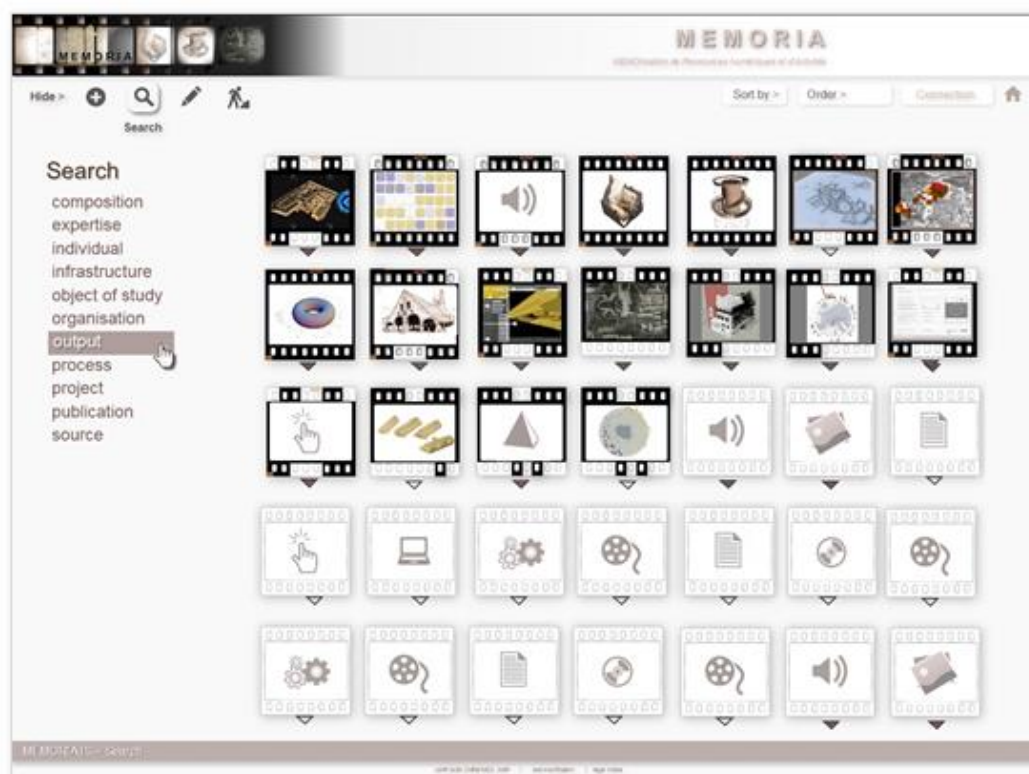 MEMORIA
MEMORIA
Hide >
Sort by >
Order >
Connection
Search
Search
composition
expertise
individual
infrastructure
object of study
organisation
output
process
project
publication
source